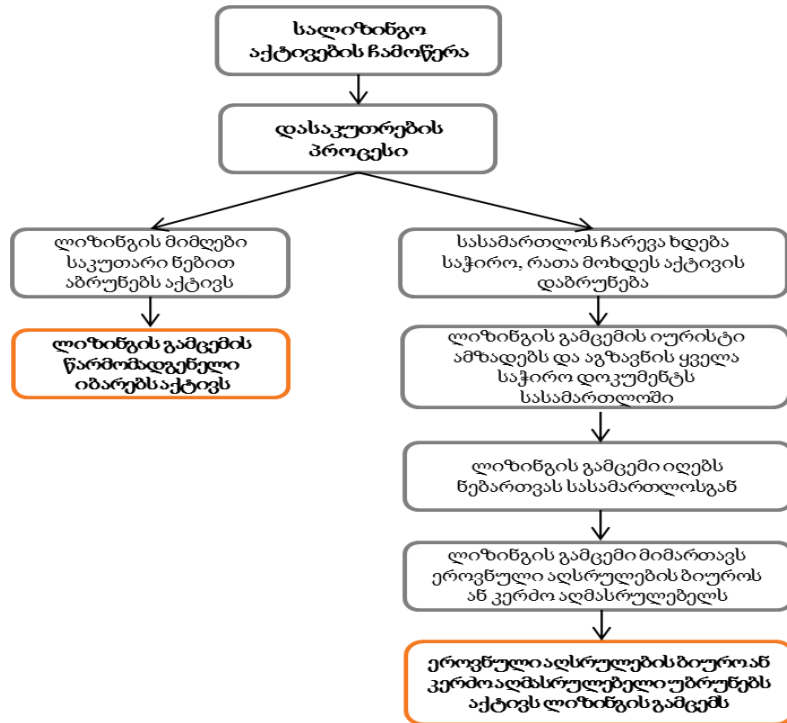 სალიზინგო
აქტივების ჩამოწერა
დასაკუთრების
პროცესი
ლიზინგის მიმღები
საკუთარი ნებით
აბრუნებს აქტივს
ლიზინგის გამცემის
წარმომადგენელი
იბარებს აქტივს
სასამართლოს ჩარევა ხდება
საჭირო, რათა მოხდეს აქტივის
დაბრუნება
ლიზინგის გამცემის იურისტი
ამზადებს და აგზავნის ყველა
საჭირო დოკუმენტს
სასამართლოში
ლიზინგის გამცემი იღებს
ნებართვას სასამართლოსგან
ლიზინგის გამცემი მიმართავს
ეროვნული აღსრულების ბიუროს
ან კერძო აღმასრულებელს
ეროვნული აღსრულების ბიურო ან
კერძო აღმასრულებელი უბრუნებს
აქტივს ლიზინგის გამცემს